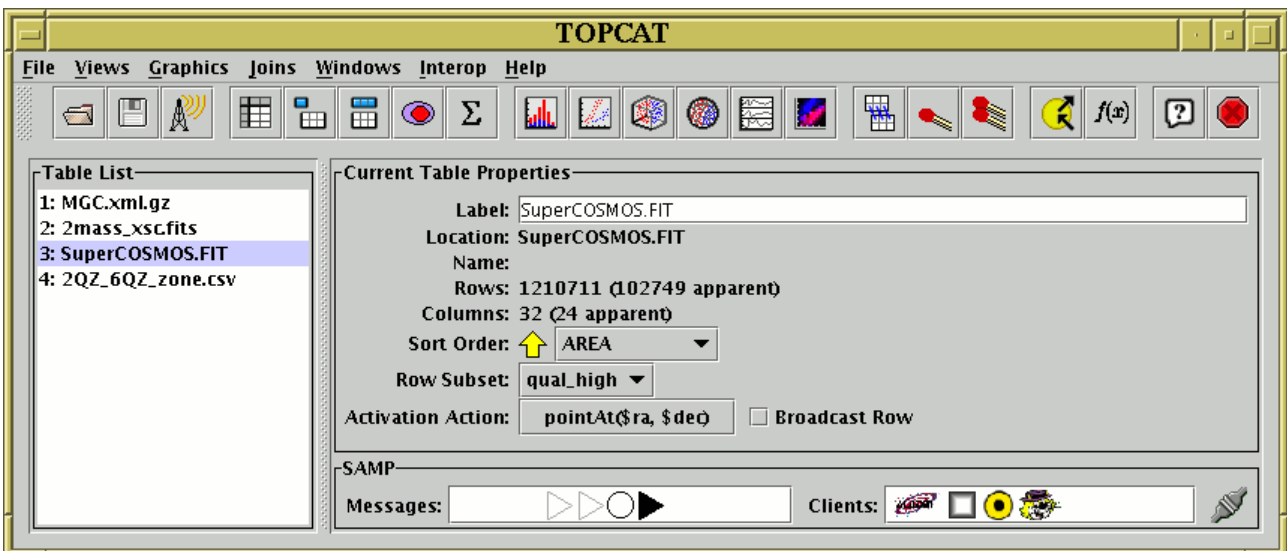 TOPCAT
File Views Graphics Joins Windows Interop Help
Σ f(x) ?
Table List
1: MGC.xml.gz
2: 2mass_xsc.fits
3: SuperCOSMOS.FIT
4: 2QZ_6QZ_zone.csv
Current Table Properties
Label: SuperCOSMOS.FIT
Location: SuperCOSMOS.FIT
Name:
Rows: 1210711 (102749 apparent)
Columns: 32 (24 apparent)
Sort Order: AREA
Row Subset: qual_high
Activation Action: pointAt($ra, $dec) Broadcast Row
SAMP
Messages: Clients: